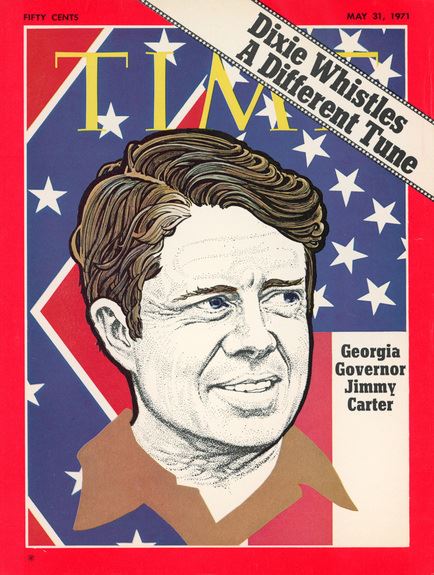 FIFTY CENTS
MAY 31, 1971
Dixie Whistles
A Different Tune
TIME
Georgia
Governor
Jimmy
Carter